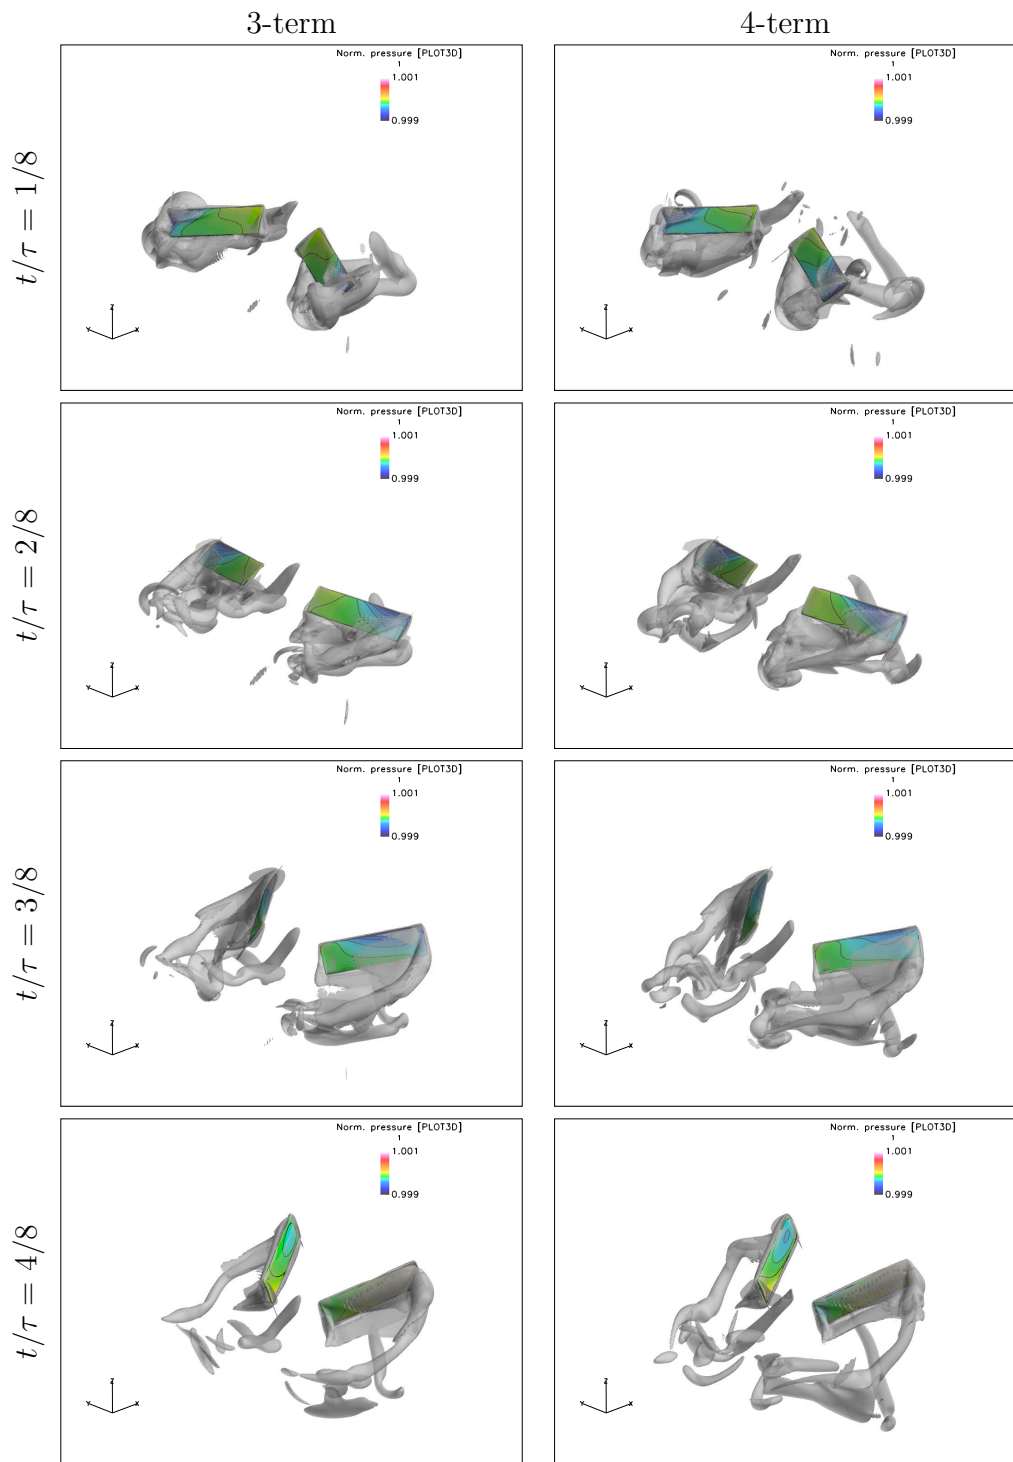 3-term 4-term
t/τ = 1/8
Norm. pressure [PLOT3D]
1
1.001
0.999
Z
Y X
Norm. pressure [PLOT3D]
1
1.001
0.999
Z
Y X
t/τ = 2/8
Norm. pressure [PLOT3D]
1
1.001
0.999
Z
Y X
Norm. pressure [PLOT3D]
1
1.001
0.999
Z
Y X
t/τ = 3/8
Norm. pressure [PLOT3D]
1
1.001
0.999
Z
Y X
Norm. pressure [PLOT3D]
1
1.001
0.999
Z
Y X
t/τ = 4/8
Norm. pressure [PLOT3D]
1
1.001
0.999
Z
Y X
Norm. pressure [PLOT3D]
1
1.001
0.999
Z
Y X